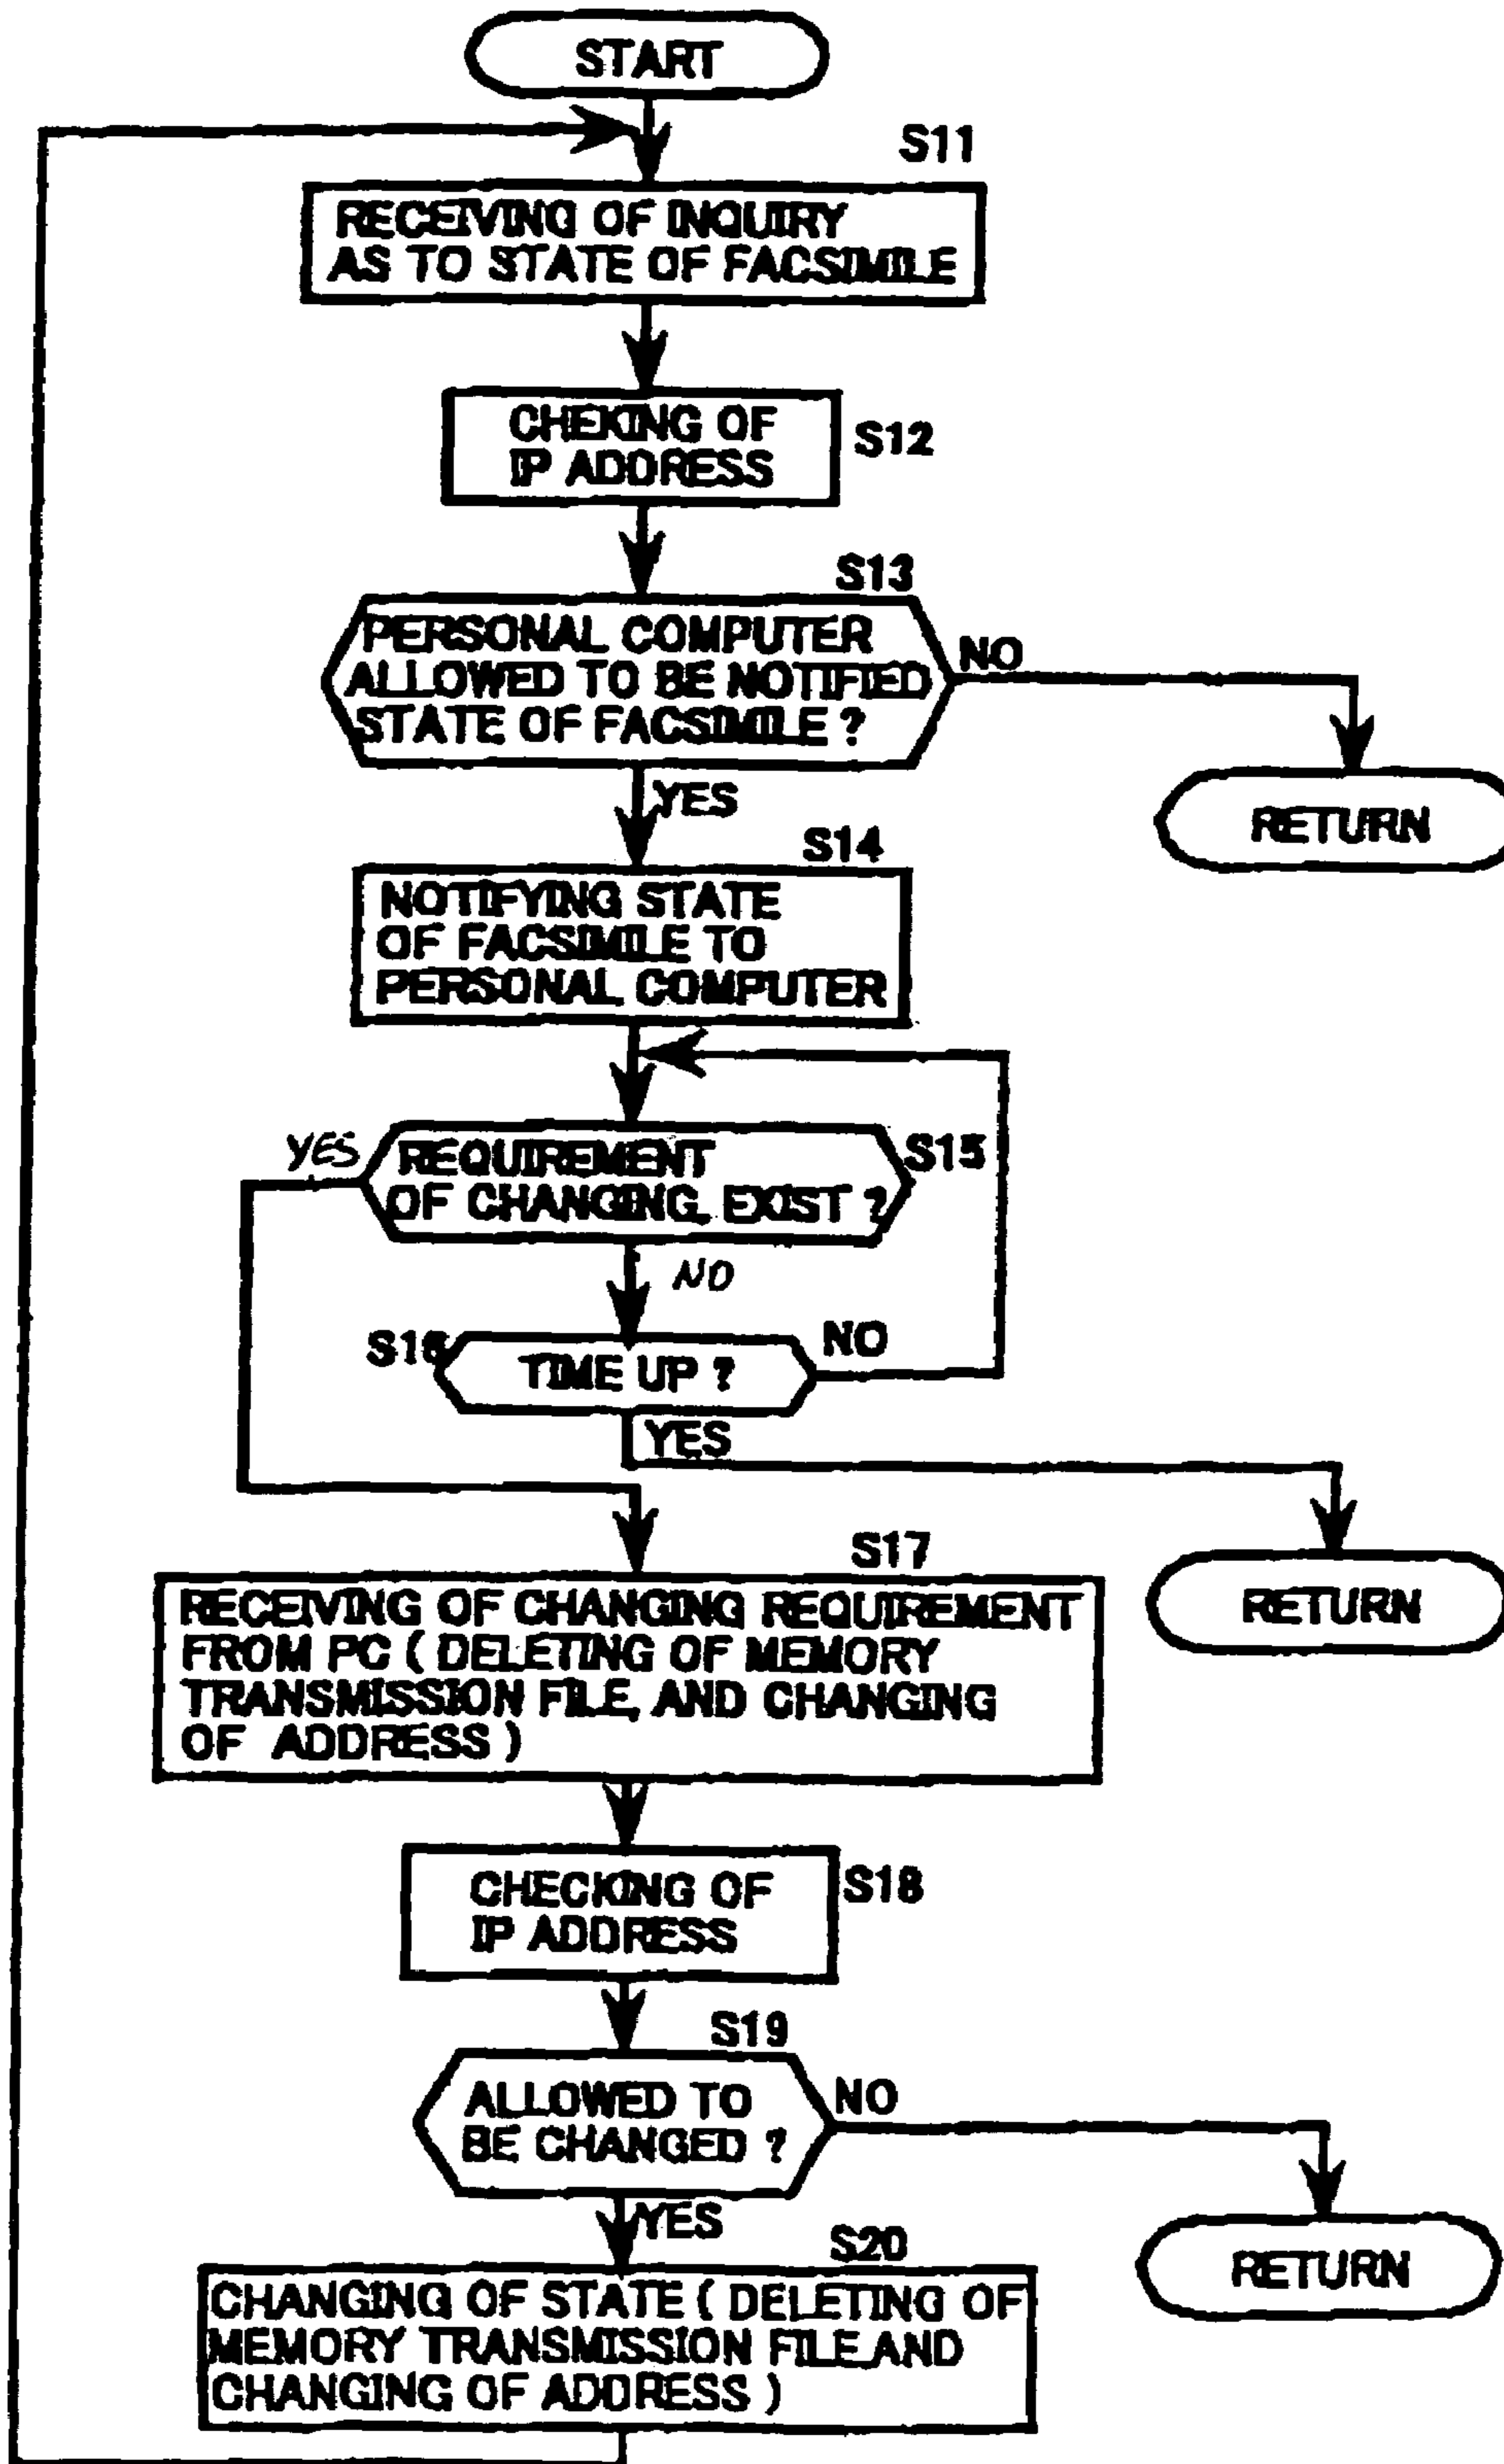 START
S11
RECEIVING OF INQUIRY
AS TO STATE OF FACSIMILE
CHEKING OF
IP ADDRESS
S12
S13
PERSONAL COMPUTER
ALLOWED TO BE NOTIFIED
STATE OF FACSIMILE ?
NO
RETURN
YES
S14
NOTIFYING STATE
OF FACSIMILE TO
PERSONAL COMPUTER
YES
REQUIREMENT
OF CHANGING EXIST ?
S15
NO
S16
TIME UP ?
NO
YES
RETURN
S17
RECEIVING OF CHANGING REQUIREMENT
FROM PC ( DELETING OF MEMORY
TRANSMISSION FILE, AND CHANGING
OF ADDRESS )
CHECKING OF
IP ADDRESS
S18
S19
ALLOWED TO
BE CHANGED ?
NO
RETURN
YES
S20
CHANGING OF STATE ( DELETING OF
MEMORY TRANSMISSION FILE AND
CHANGING OF ADDRESS )